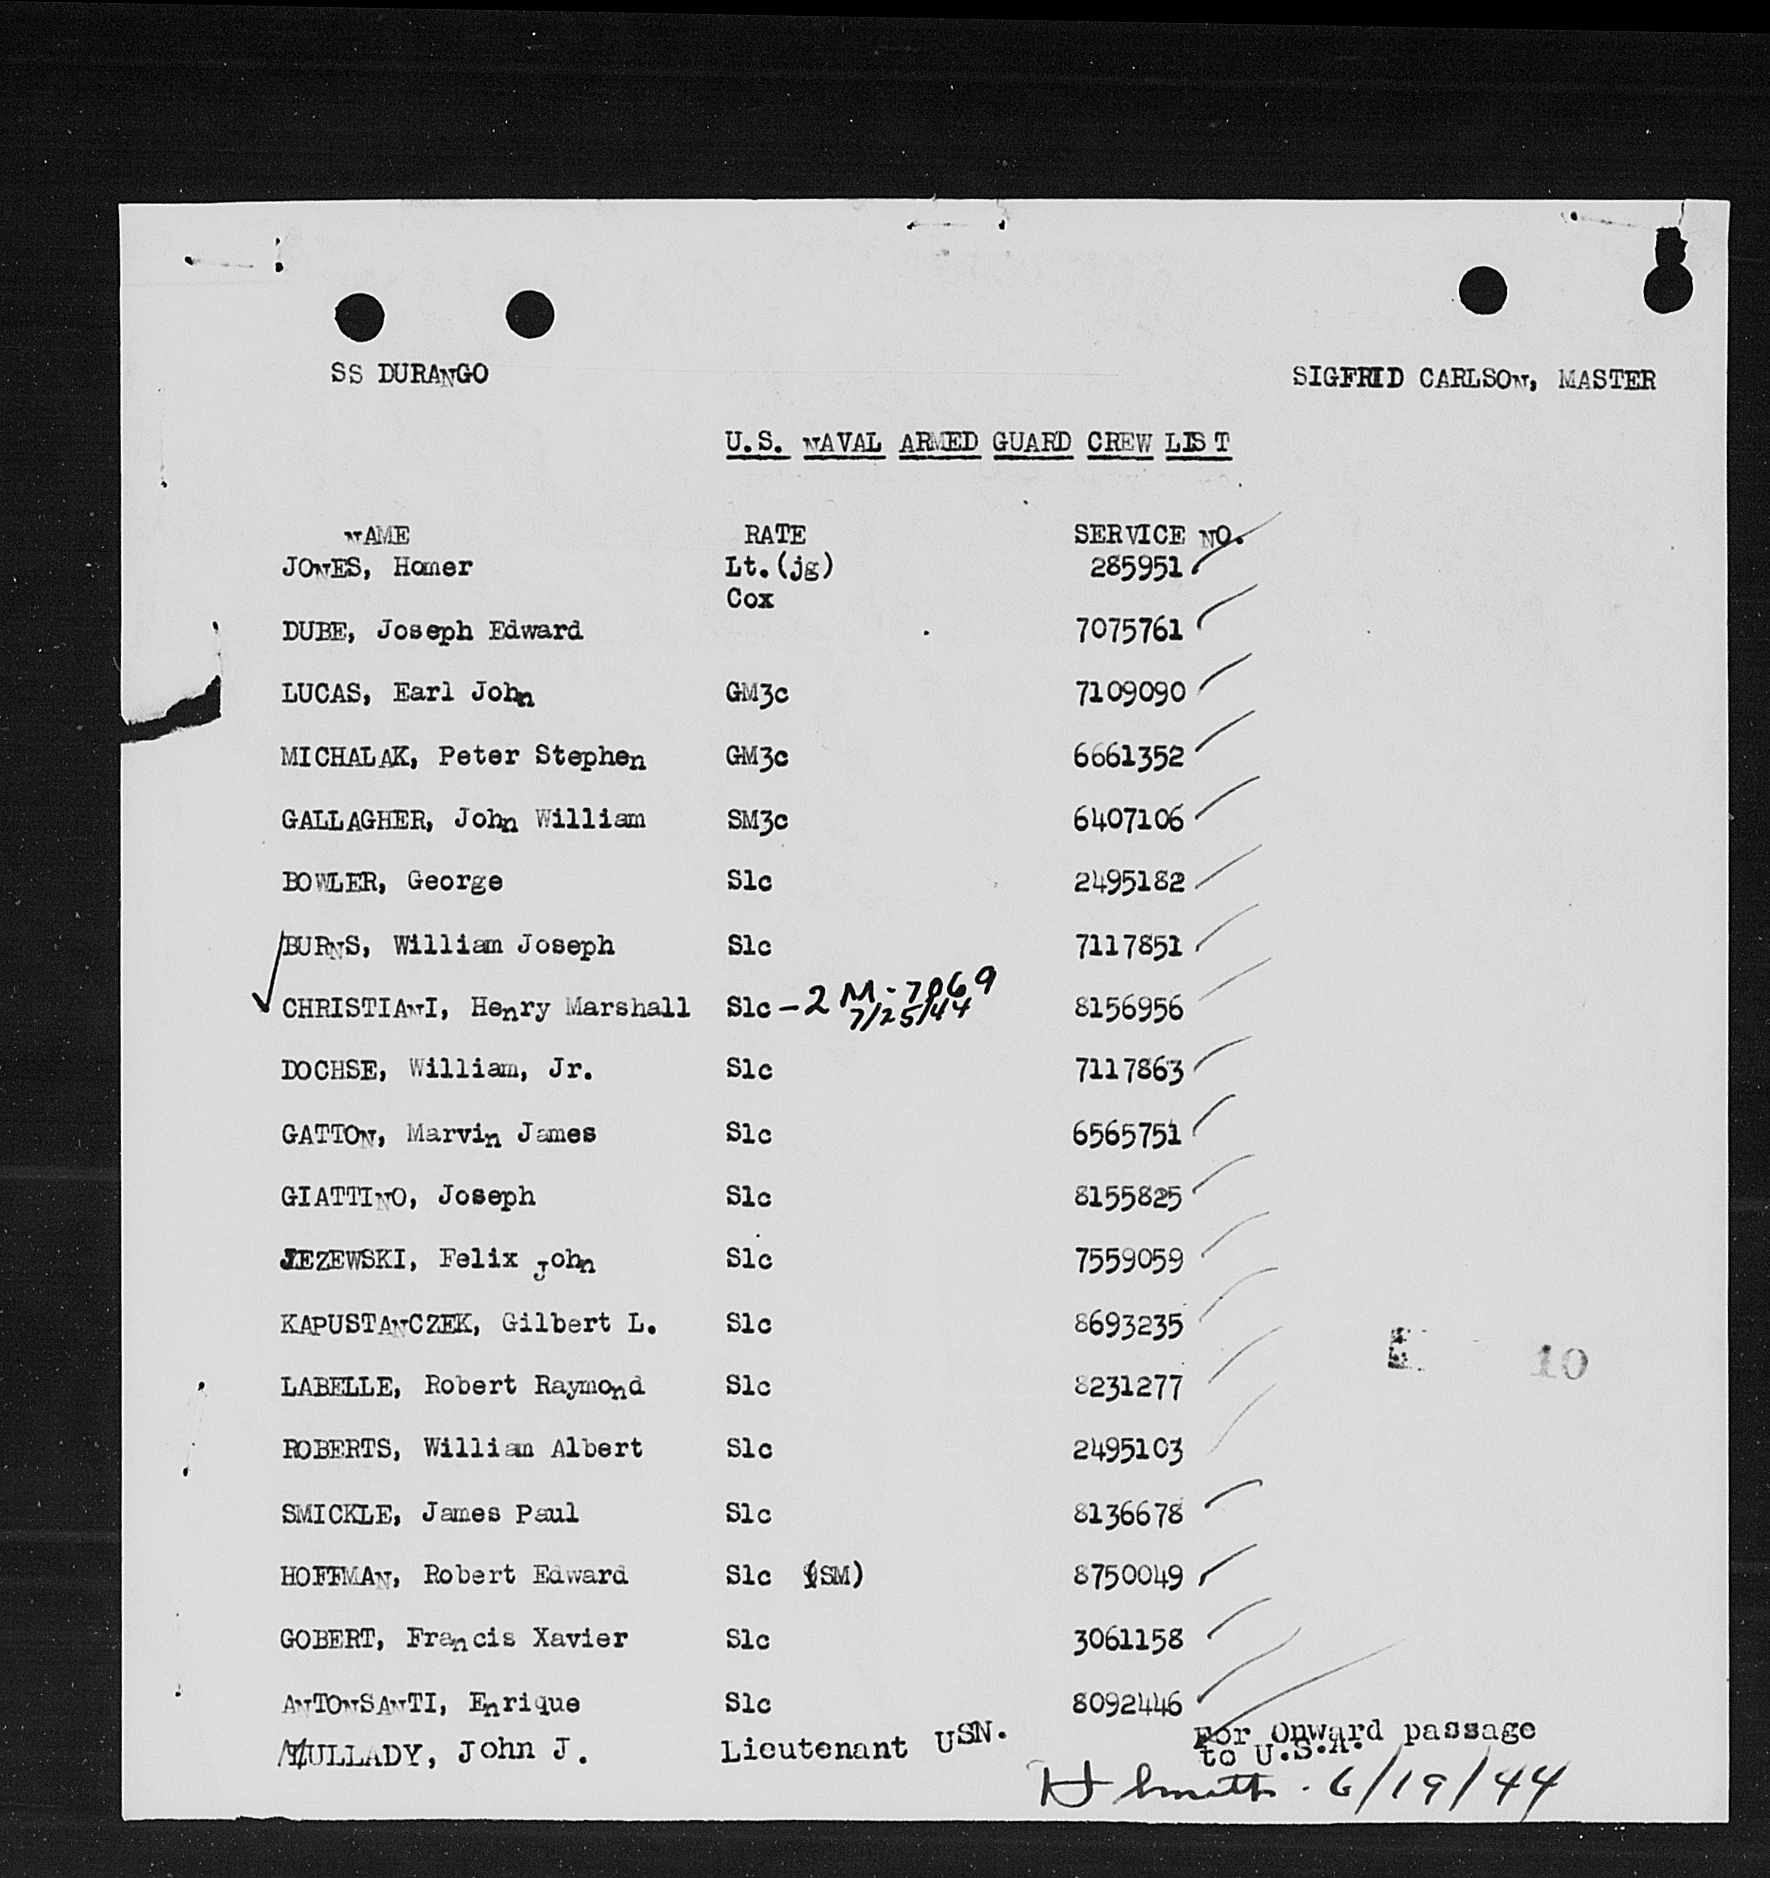 SS DURANGO SIGFRID CARLSON, MASTER
U.S. NAVAL ARMED GUARD CREW LIST
NAME RATE SERVICE NO.
JONES, Homer Lt.(jg) 285951
Cox
DUBE, Joseph Edward 7075761
LUCAS, Earl John GM3c 7109090
MICHALAK, Peter Stephen GM3c 6661352
GALLAGHER, John William SM3c 6407106
BOWLER, George S1c 2495182
BURNS, William Joseph S1c 7117851
CHRISTIANI, Henry Marshall S1c - 2 M - 7069 8156956
7/25/44
DOCHSE, William, Jr. S1c 7117863
GATTON, Marvin James S1c 6565751
GIATTINO, Joseph S1c 8155825
JEZEWSKI, Felix John S1c 7559059
KAPUSTANCZEK, Gilbert L. S1c 8693235
LABELLE, Robert Raymond S1c 8231277
10
ROBERTS, William Albert S1c 2495103
SMICKLE, James Paul S1c 8136678
HOFFMAN, Robert Edward S1c (SM) 8750049
GOBERT, Francis Xavier S1c 3061158
ANTONSANTI, Enrique S1c 8092446
MULLADY, John J. Lieutenant USN. For Onward passage
to U.S.A.
H Smith. 6/19/44